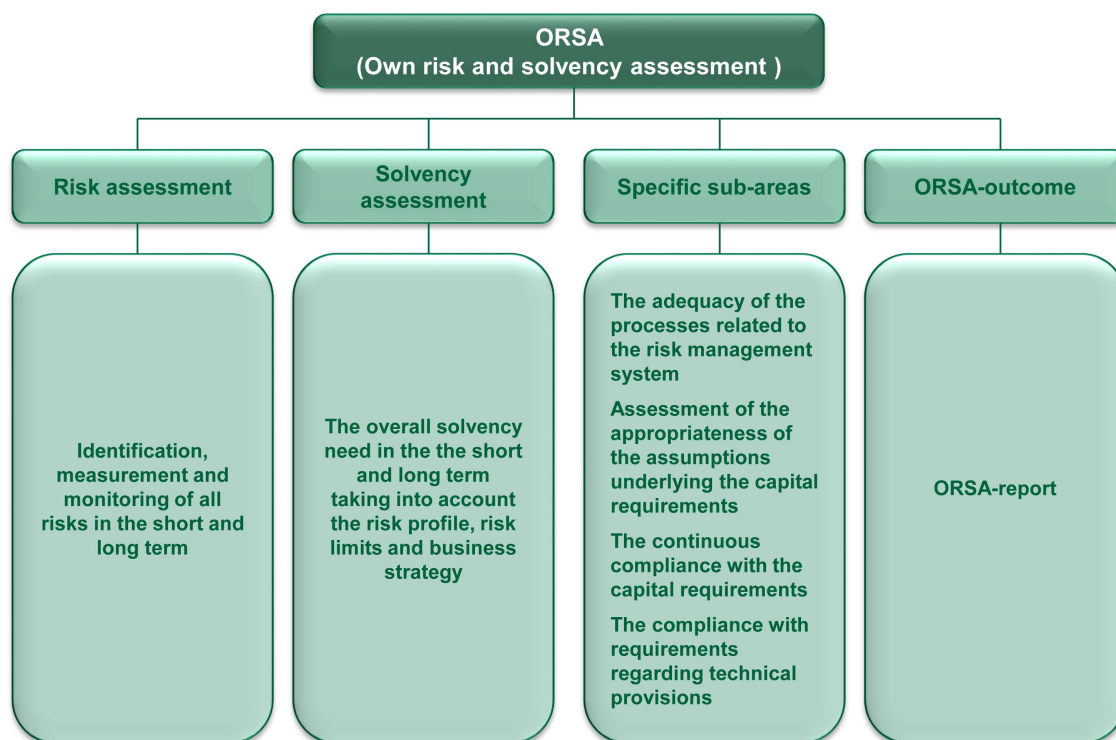 ORSA
(Own risk and solvency assessment )
Risk assessment
Solvency
assessment
Specific sub-areas
ORSA-outcome
Identification,
measurement and
monitoring of all
risks in the short and
long term
The overall solvency
need in the the short
and long term
taking into account
the risk profile, risk
limits and business
strategy
The adequacy of the
processes related to
the risk management
system
Assessment of the
appropriateness of
the assumptions
underlying the capital
requirements
The continuous
compliance with the
capital requirements
The compliance with
requirements
regarding technical
provisions
ORSA-report